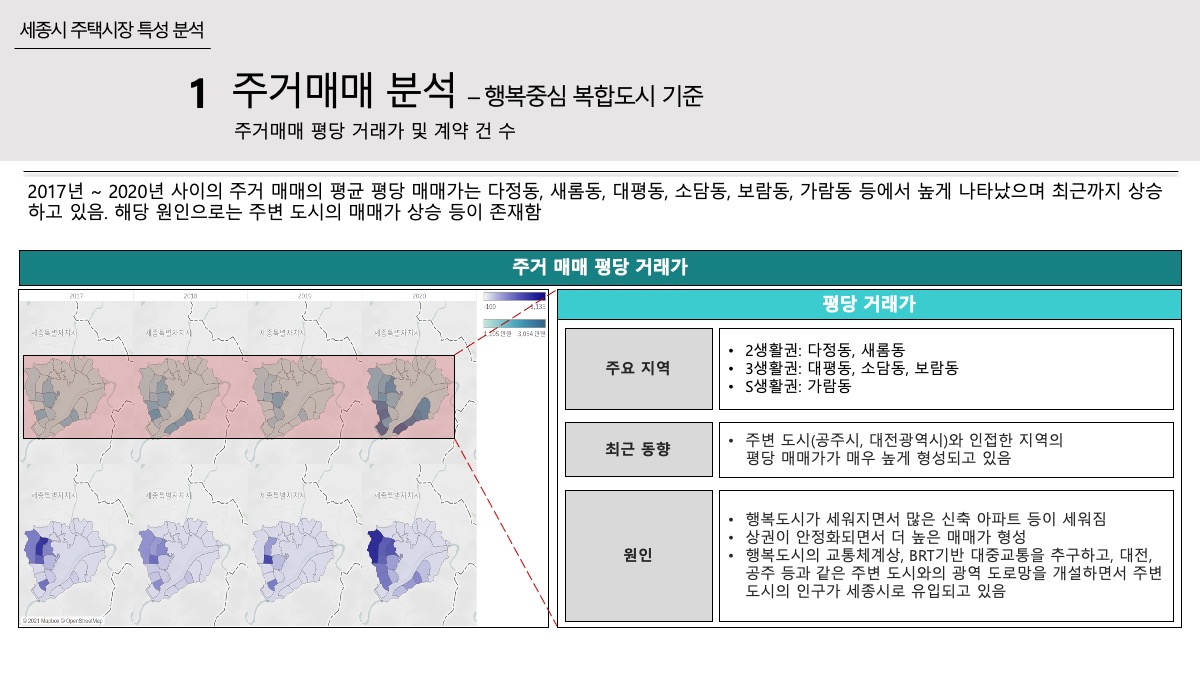 세종시 주택시장 특성 분석
1 주거매매 분석 – 행복중심 복합도시 기준
주거매매 평당 거래가 및 계약 건 수
2017년 ~ 2020년 사이의 주거 매매의 평균 평당 매매가는 다정동, 새롬동, 대평동, 소담동, 보람동, 가람동 등에서 높게 나타났으며 최근까지 상승
하고 있음. 해당 원인으로는 주변 도시의 매매가 상승 등이 존재함
주거 매매 평당 거래가
2017 2018 2019 2020
-100 1,135
1,105만원 3,054만원
세종특별자치시 세종특별자치시 세종특별자치시 세종특별자치시
세종특별자치시 세종특별자치시 세종특별자치시 세종특별자치시
© 2021 Mapbox © OpenStreetMap
평당 거래가
주요 지역
• 2생활권: 다정동, 새롬동
• 3생활권: 대평동, 소담동, 보람동
• S생활권: 가람동
최근 동향
• 주변 도시(공주시, 대전광역시)와 인접한 지역의
평당 매매가가 매우 높게 형성되고 있음
원인
• 행복도시가 세워지면서 많은 신축 아파트 등이 세워짐
• 상권이 안정화되면서 더 높은 매매가 형성
• 행복도시의 교통체계상, BRT기반 대중교통을 추구하고, 대전,
공주 등과 같은 주변 도시와의 광역 도로망을 개설하면서 주변
도시의 인구가 세종시로 유입되고 있음